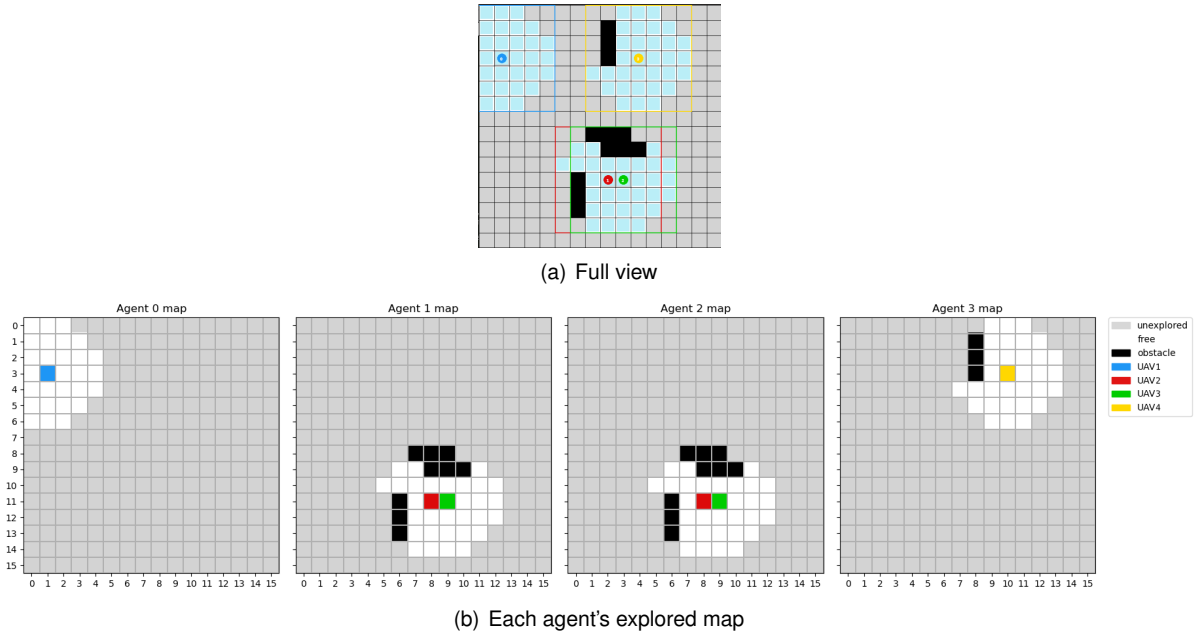 (a) Full view
Agent 0 map
Agent 1 map
Agent 2 map
Agent 3 map
0
1
2
3
4
5
6
7
8
9
10
11
12
13
14
15
0 1 2 3 4 5 6 7 8 9 10 11 12 13 14 15
0 1 2 3 4 5 6 7 8 9 10 11 12 13 14 15
0 1 2 3 4 5 6 7 8 9 10 11 12 13 14 15
0 1 2 3 4 5 6 7 8 9 10 11 12 13 14 15
unexplored
free
obstacle
UAV1
UAV2
UAV3
UAV4
(b) Each agent's explored map